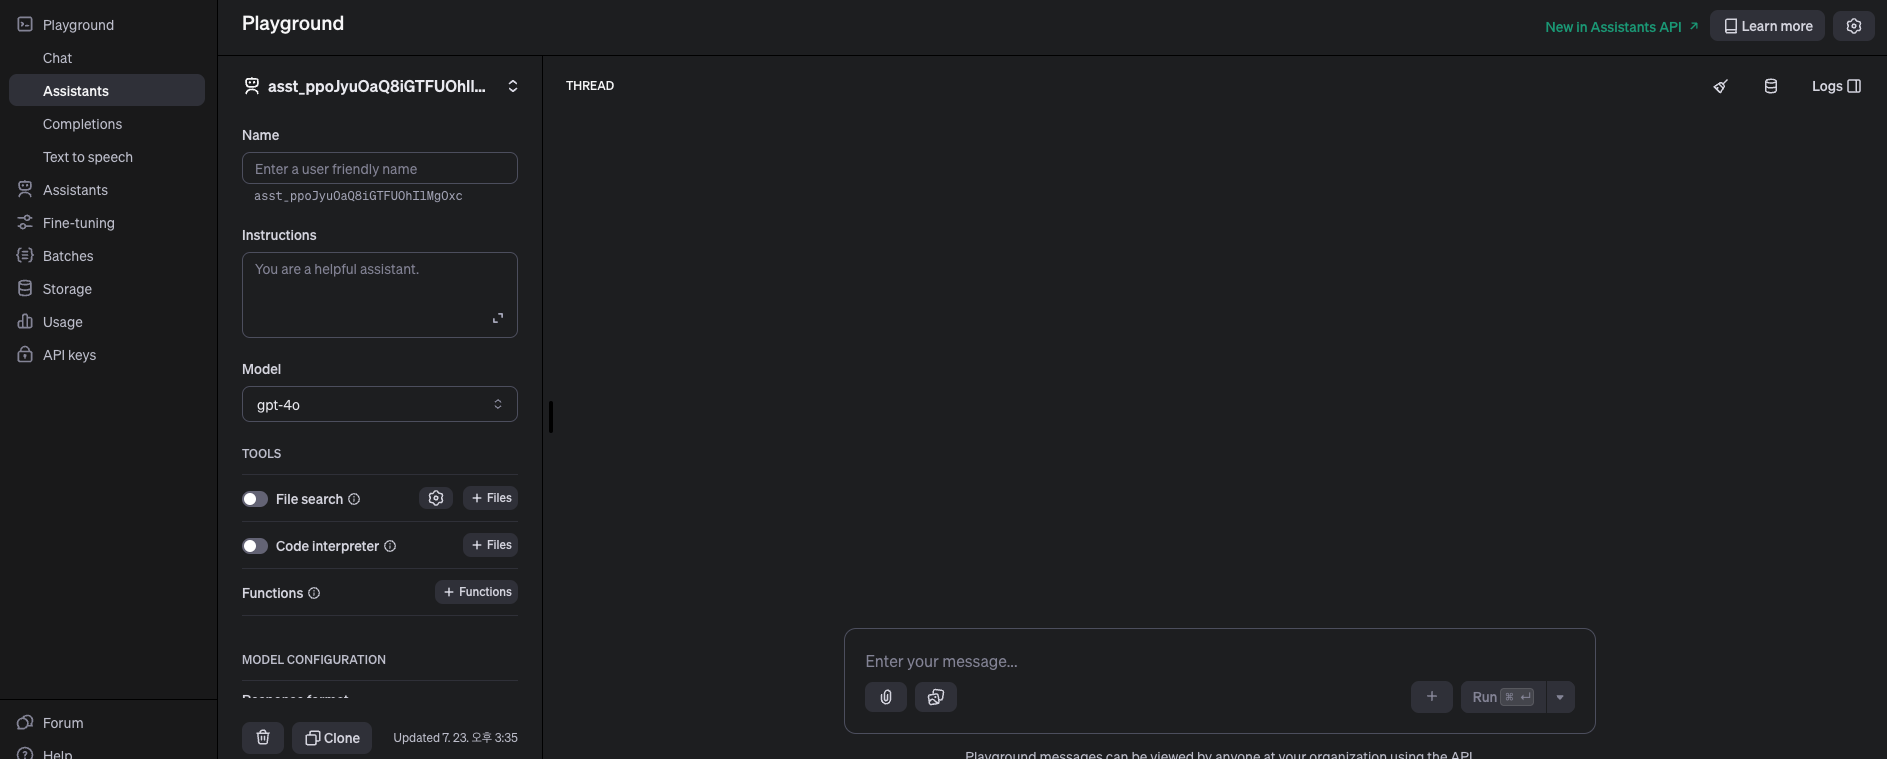 Playground
Chat
Assistants
Completions
Text to speech
Assistants
Fine-tuning
Batches
Storage
Usage
API keys
Forum
Help
Playground
New in Assistants API
Learn more
asst_ppoJyuOaQ8iGTFUOhIl...
Name
Enter a user friendly name
asst_ppoJyuOaQ8iGTFUOhIlMgOxc
Instructions
You are a helpful assistant.
Model
gpt-4o
TOOLS
File search
+ Files
Code interpreter
+ Files
Functions
+ Functions
MODEL CONFIGURATION
Response format
Clone
Updated 7. 23. 오후 3:35
THREAD
Logs
Enter your message...
Run ⌘ ↵
Playground messages can be viewed by anyone at your organization using the API.